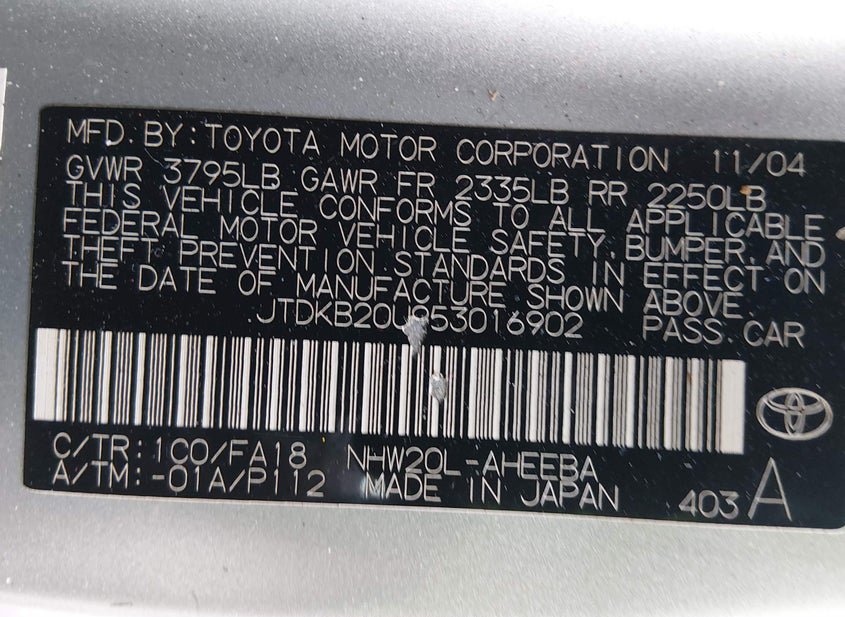 MFD. BY: TOYOTA MOTOR CORPORATION 11/04
GVWR 3795LB GAWR FR 2335LB RR 2250LB
THIS VEHICLE CONFORMS TO ALL APPLICABLE
FEDERAL MOTOR VEHICLE SAFETY, BUMPER, AND
THEFT PREVENTION STANDARDS IN EFFECT ON
THE DATE OF MANUFACTURE SHOWN ABOVE.
JTDKB20U953016902 PASS. CAR
C/TR: 1C0/FA18 NHW20L-AHEEBA
A/TM: -01A/P112 MADE IN JAPAN 403 A